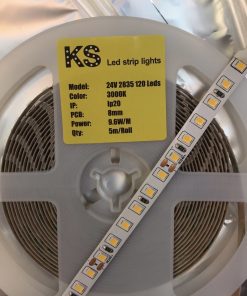 KS Led strip lights
Model: 24V 2835 120 Leds
Color: 3000K
IP: Ip20
PCB: 8mm
Power: 9.6W/M
Qty: 5m/Roll